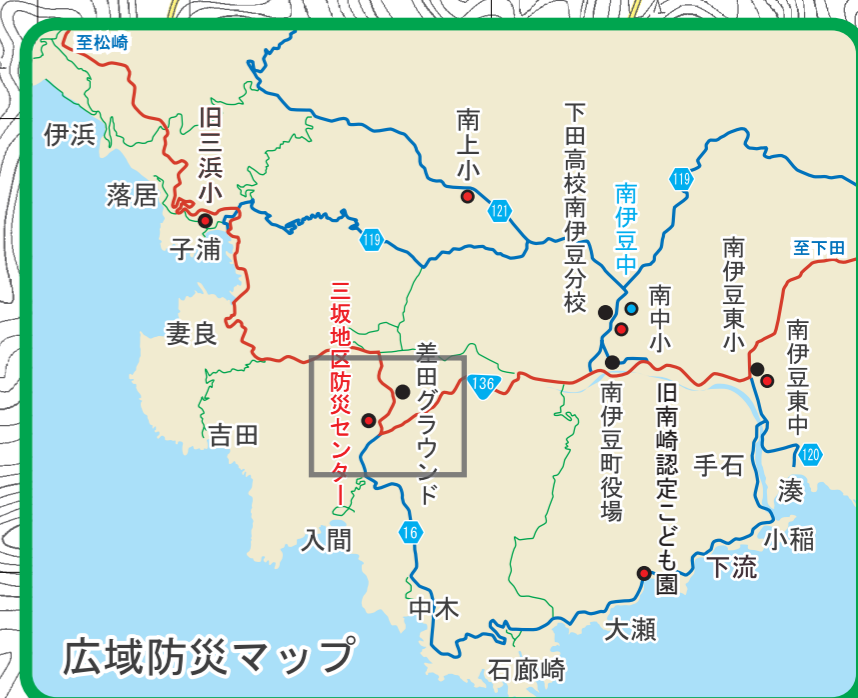 至松崎
伊浜
落居
旧三浜小
子浦
妻良
吉田
南上小
121
119
下田高校南伊豆分校
南伊豆中
119
南中小
南伊豆東小
至下田
南伊豆東中
三坂地区防災センター
差田グラウンド
136
南伊豆町役場
旧南崎認定こども園
手石
120
湊
小稲
下流
入間
16
中木
大瀬
石廊崎
広域防災マップ